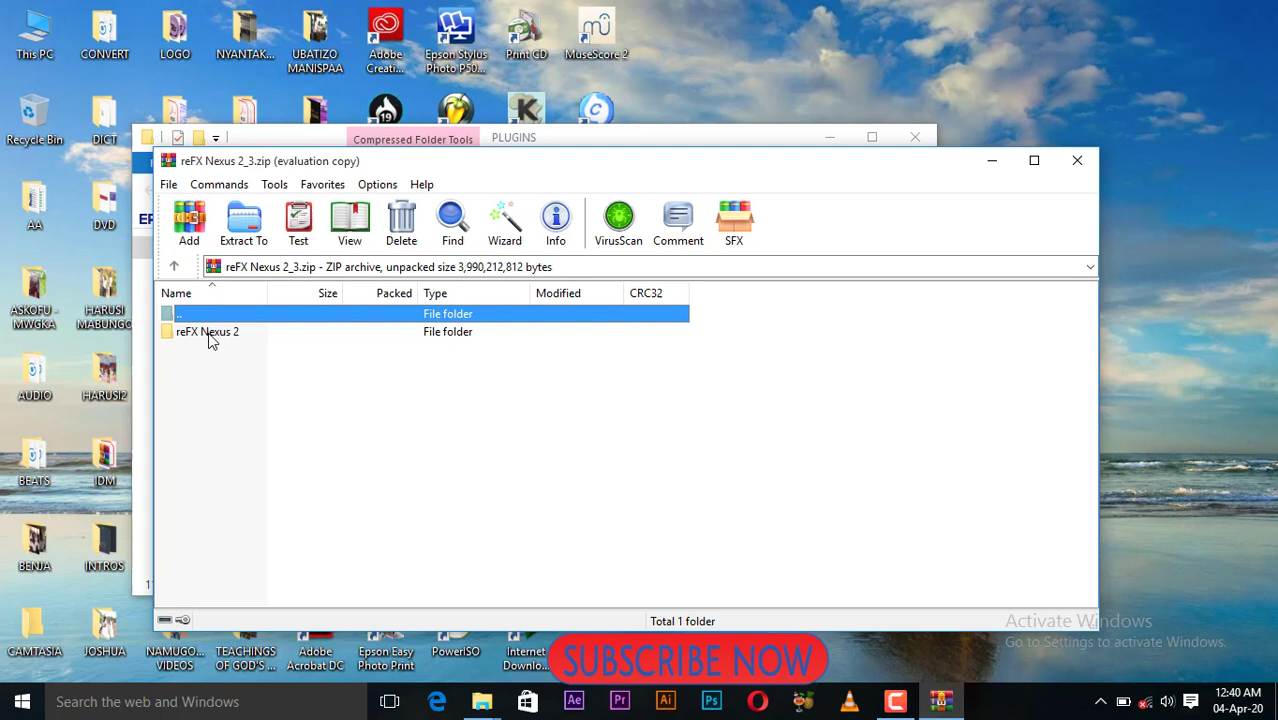 This PC
CONVERT
LOGO
NYANTAK...
UBATIZO
MANISPAA
Adobe
Creati...
Epson Stylus
Photo P50...
Print CD
MuseScore 2
Recycle Bin
DICT
19
K
Compressed Folder Tools
PLUGINS
reFX Nexus 2_3.zip (evaluation copy)
File
Commands
Tools
Favorites
Options
Help
Add
Extract To
Test
View
Delete
Find
Wizard
Info
VirusScan
Comment
SFX
reFX Nexus 2_3.zip - ZIP archive, unpacked size 3,990,212,812 bytes
Name
Size
Packed
Type
Modified
CRC32
..
File folder
reFX Nexus 2
File folder
AA
DVD
ASKOFU -
MWGKA
HARUSI
MABUNGO
AUDIO
HARUSI2
BEATS
IDM
BENJA
INTROS
Total 1 folder
CAMTASIA
JOSHUA
NAMUGO...
VIDEOS
TEACHINGS
OF GOD'S ...
Adobe
Acrobat DC
Epson Easy
Photo Print
PowerISO
Internet
Downlo...
SUBSCRIBE NOW
Activate Windows
Go to Settings to activate Windows.
Search the web and Windows
Ae
Pr
Ai
Ps
12:40 AM
04-Apr-20